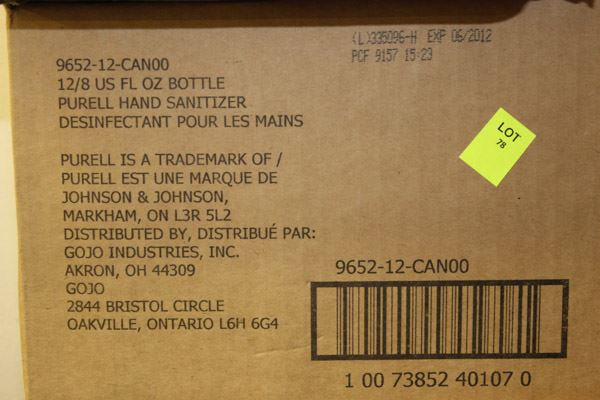 (L)335096-H EXP 06/2012
PCF 9157 15:23
9652-12-CAN00
12/8 US FL OZ BOTTLE
PURELL HAND SANITIZER
DESINFECTANT POUR LES MAINS
LOT
78
PURELL IS A TRADEMARK OF /
PURELL EST UNE MARQUE DE
JOHNSON & JOHNSON,
MARKHAM, ON L3R 5L2
DISTRIBUTED BY, DISTRIBUÉ PAR:
GOJO INDUSTRIES, INC.
AKRON, OH 44309
GOJO
2844 BRISTOL CIRCLE
OAKVILLE, ONTARIO L6H 6G4
9652-12-CAN00
1 00 73852 40107 0